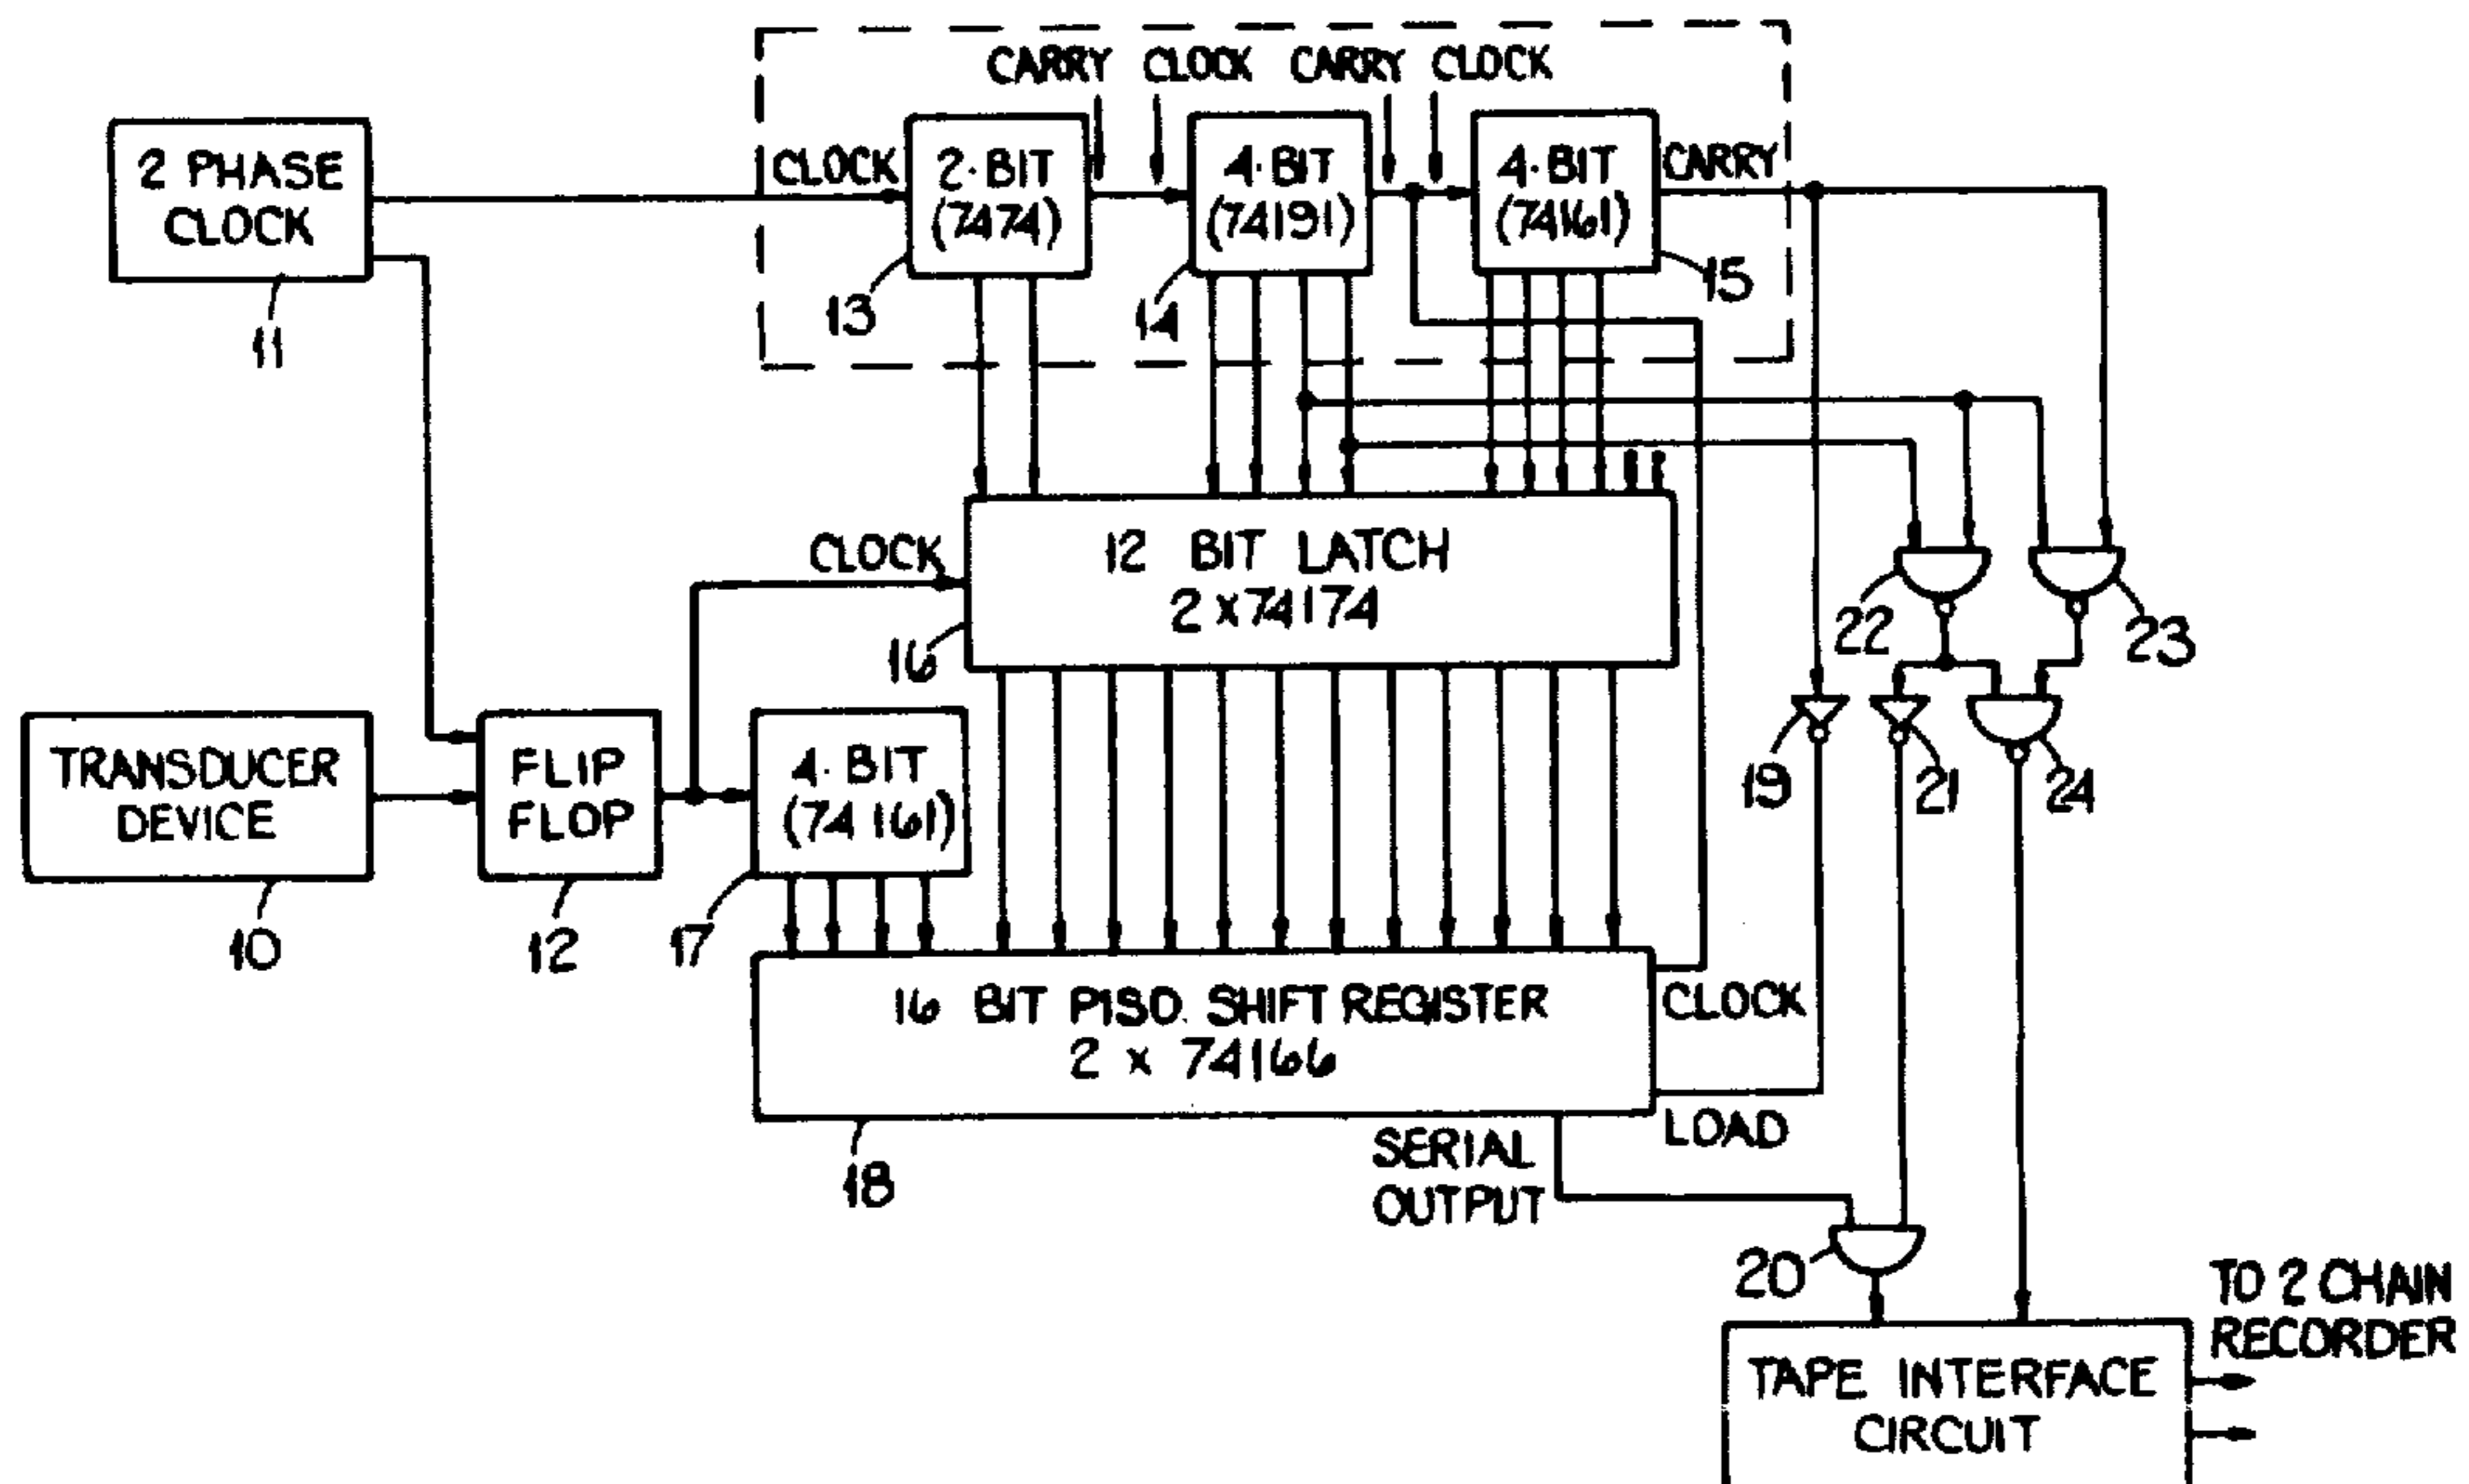 CARRY CLOCK CARRY CLOCK
2 PHASE
CLOCK
11
CLOCK
2·BIT
(7474)
13
4·BIT
(74191)
14
4·BIT
(74161)
15
CARRY
CLOCK
12 BIT LATCH
2 x 74174
16
22
23
TRANSDUCER
DEVICE
10
FLIP
FLOP
12
4·BIT
(74161)
17
19
21
24
16 BIT PISO. SHIFT REGISTER
2 x 74166
18
CLOCK
LOAD
SERIAL
OUTPUT
20
TO 2 CHAIN
RECORDER
TAPE INTERFACE
CIRCUIT